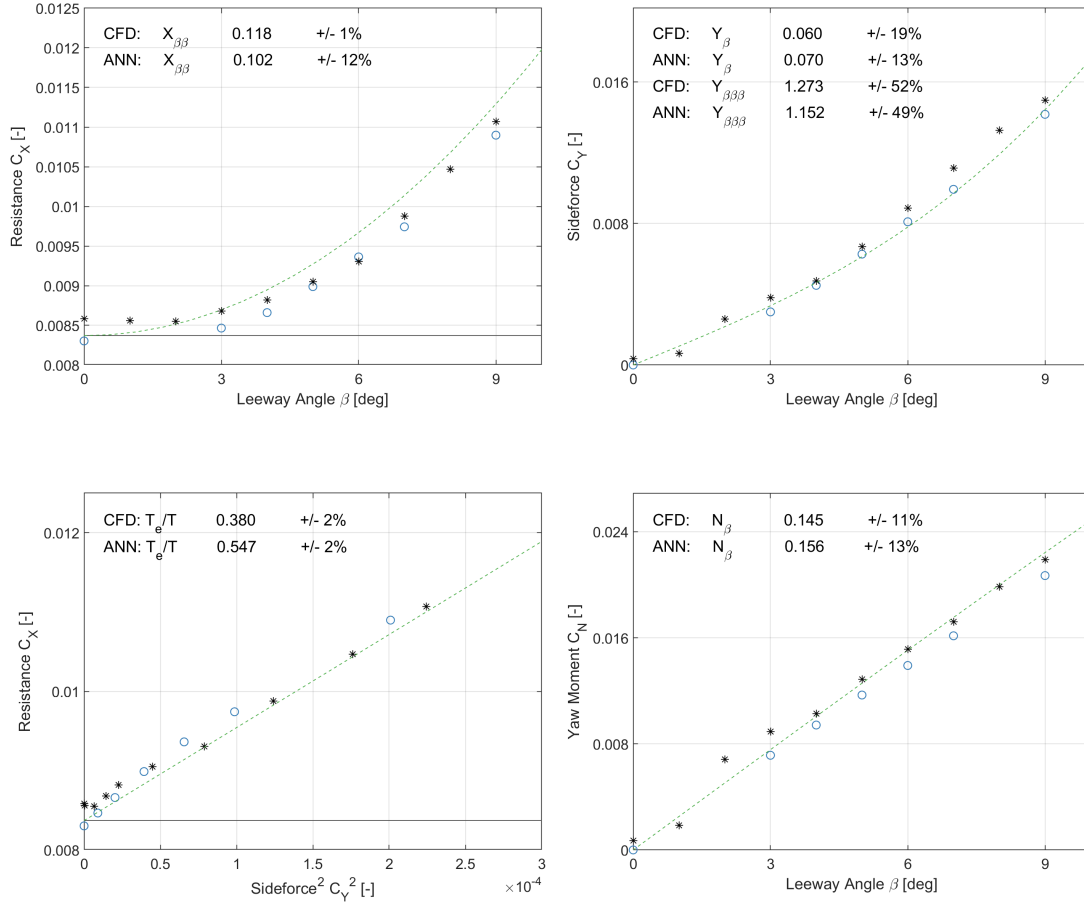 CFD: X_ββ 0.118 +/- 1%
ANN: X_ββ 0.102 +/- 12%
0.0125
0.012
0.0115
0.011
0.0105
0.01
0.0095
0.009
0.0085
0.008
Resistance C_X [-]
0 3 6 9
Leeway Angle β [deg]
CFD: Y_β 0.060 +/- 19%
ANN: Y_β 0.070 +/- 13%
CFD: Y_βββ 1.273 +/- 52%
ANN: Y_βββ 1.152 +/- 49%
0.016
0.008
0
Sideforce C_Y [-]
0 3 6 9
Leeway Angle β [deg]
CFD: T_e/T 0.380 +/- 2%
ANN: T_e/T 0.547 +/- 2%
0.012
0.01
0.008
Resistance C_X [-]
0 0.5 1 1.5 2 2.5 3
Sideforce² C_Y² [-]
×10⁻⁴
CFD: N_β 0.145 +/- 11%
ANN: N_β 0.156 +/- 13%
0.024
0.016
0.008
0
Yaw Moment C_N [-]
0 3 6 9
Leeway Angle β [deg]